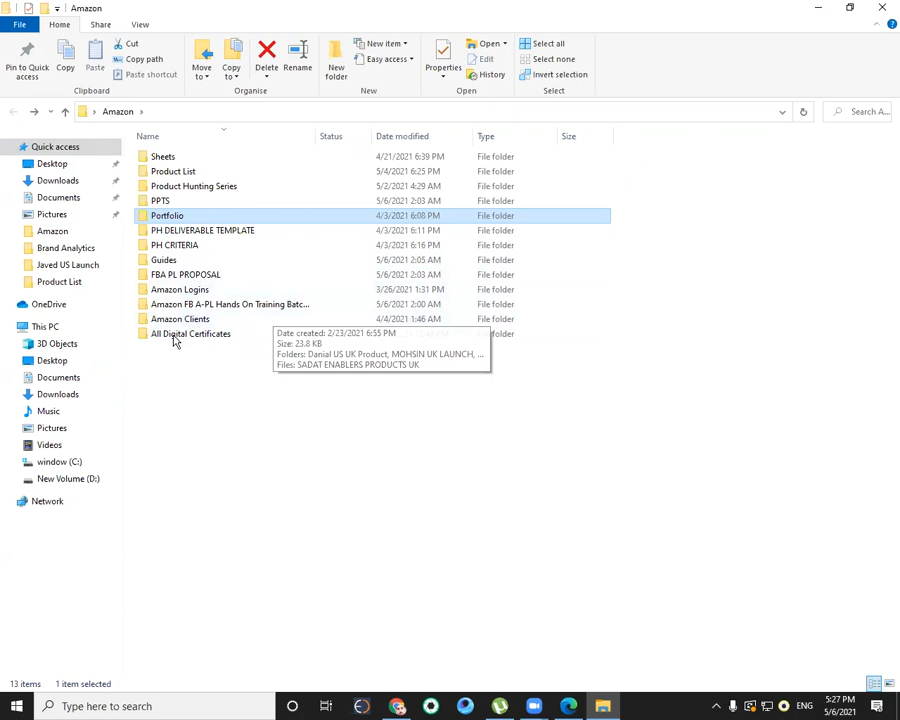 Amazon
File Home Share View
Pin to Quick access
Copy
Paste
Cut
Copy path
Paste shortcut
Clipboard
Move to
Copy to
Delete
Rename
Organise
New folder
New item
Easy access
New
Properties
Open
Edit
History
Open
Select all
Select none
Invert selection
Select
Amazon
Search A...
Name Status Date modified Type Size
Quick access
Desktop
Downloads
Documents
Pictures
Amazon
Brand Analytics
Javed US Launch
Product List
OneDrive
This PC
3D Objects
Desktop
Documents
Downloads
Music
Pictures
Videos
window (C:)
New Volume (D:)
Network
Sheets 4/21/2021 6:39 PM File folder
Product List 5/4/2021 6:25 PM File folder
Product Hunting Series 5/2/2021 4:29 AM File folder
PPTS 5/6/2021 2:03 AM File folder
Portfolio 4/3/2021 6:08 PM File folder
PH DELIVERABLE TEMPLATE 4/3/2021 6:11 PM File folder
PH CRITERIA 4/3/2021 6:16 PM File folder
Guides 5/6/2021 2:05 AM File folder
FBA PL PROPOSAL 5/6/2021 2:03 AM File folder
Amazon Logins 3/26/2021 1:31 PM File folder
Amazon FB A-PL Hands On Training Batc... 5/6/2021 2:00 AM File folder
Amazon Clients 4/4/2021 1:46 AM File folder
All Digital Certificates File folder
Date created: 2/23/2021 6:55 PM
Size: 23.8 KB
Folders: Danial US UK Product, MOHSIN UK LAUNCH, ...
Files: SADAT ENABLERS PRODUCTS UK
13 items 1 item selected
Type here to search
ENG
5:27 PM
5/6/2021